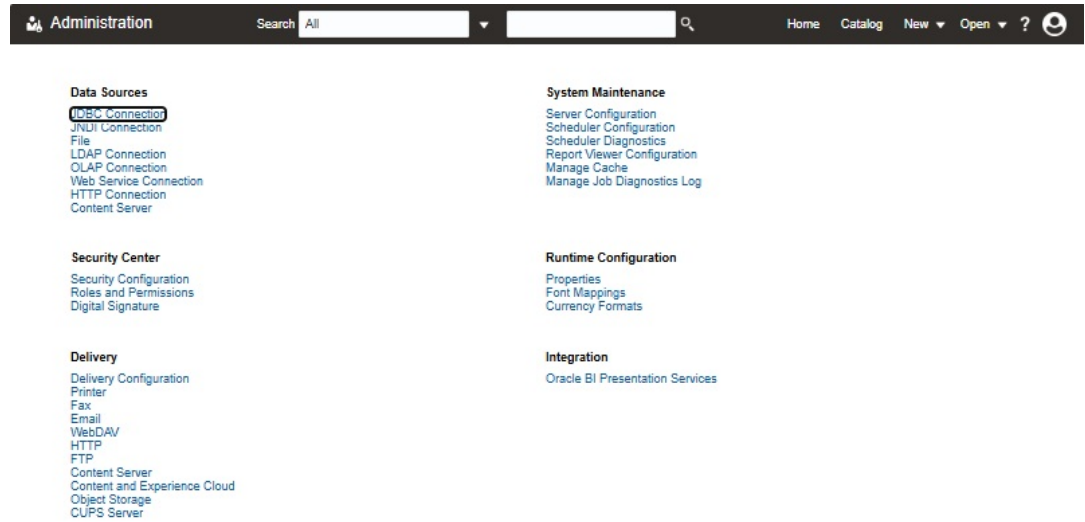 Administration Search All Home Catalog New Open ?
Data Sources
JDBC Connection
JNDI Connection
File
LDAP Connection
OLAP Connection
Web Service Connection
HTTP Connection
Content Server
System Maintenance
Server Configuration
Scheduler Configuration
Scheduler Diagnostics
Report Viewer Configuration
Manage Cache
Manage Job Diagnostics Log
Security Center
Security Configuration
Roles and Permissions
Digital Signature
Runtime Configuration
Properties
Font Mappings
Currency Formats
Delivery
Delivery Configuration
Printer
Fax
Email
WebDAV
HTTP
FTP
Content Server
Content and Experience Cloud
Object Storage
CUPS Server
Integration
Oracle BI Presentation Services